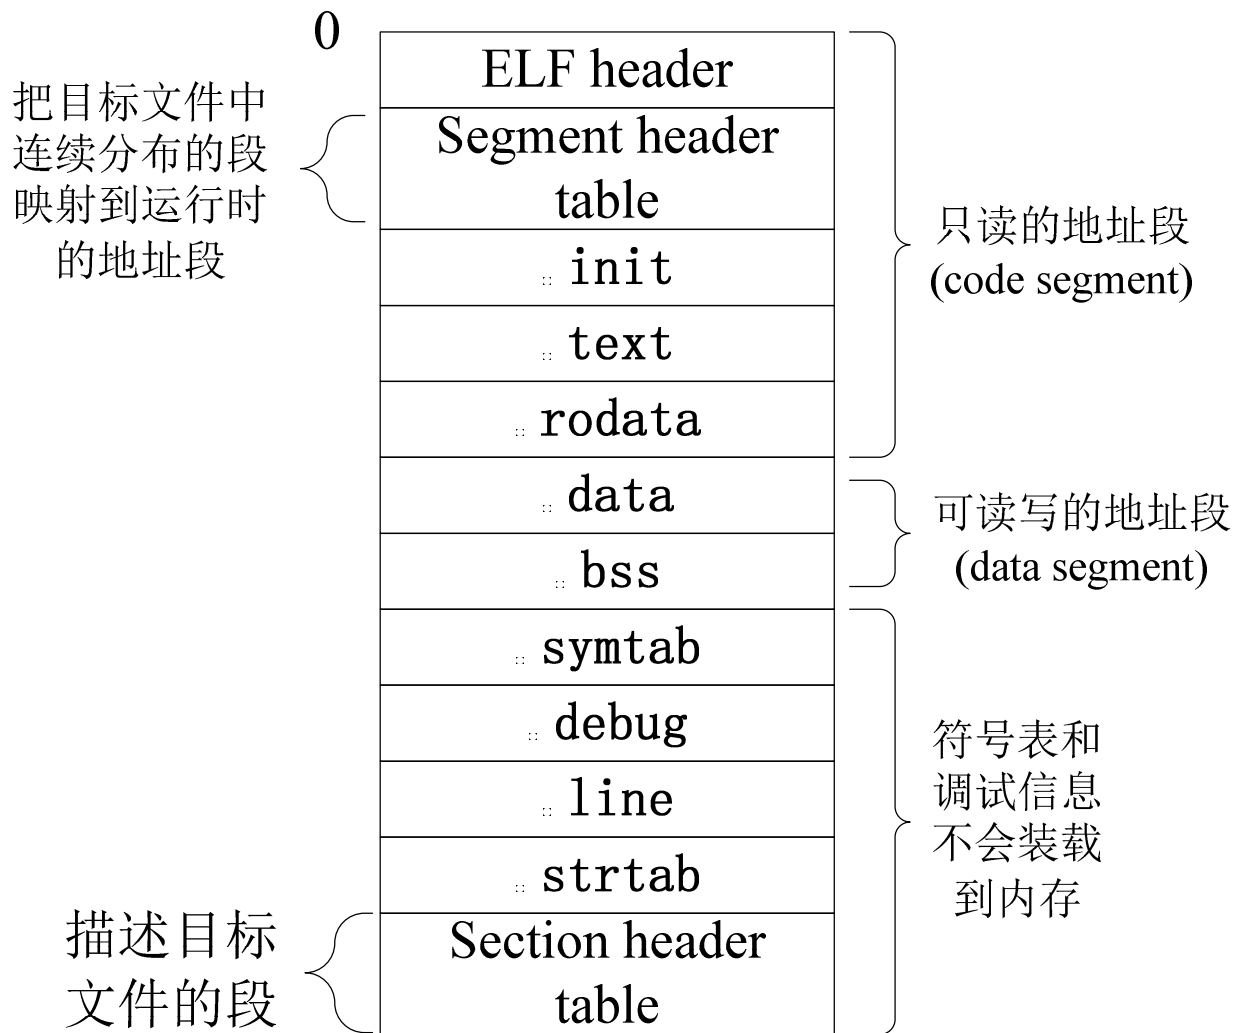 0
ELF header
把目标文件中
连续分布的段
映射到运行时
的地址段
Segment header
table
init
text
rodata
只读的地址段
(code segment)
data
bss
可读写的地址段
(data segment)
symtab
debug
line
strtab
符号表和
调试信息
不会装载
到内存
描述目标
文件的段
Section header
table